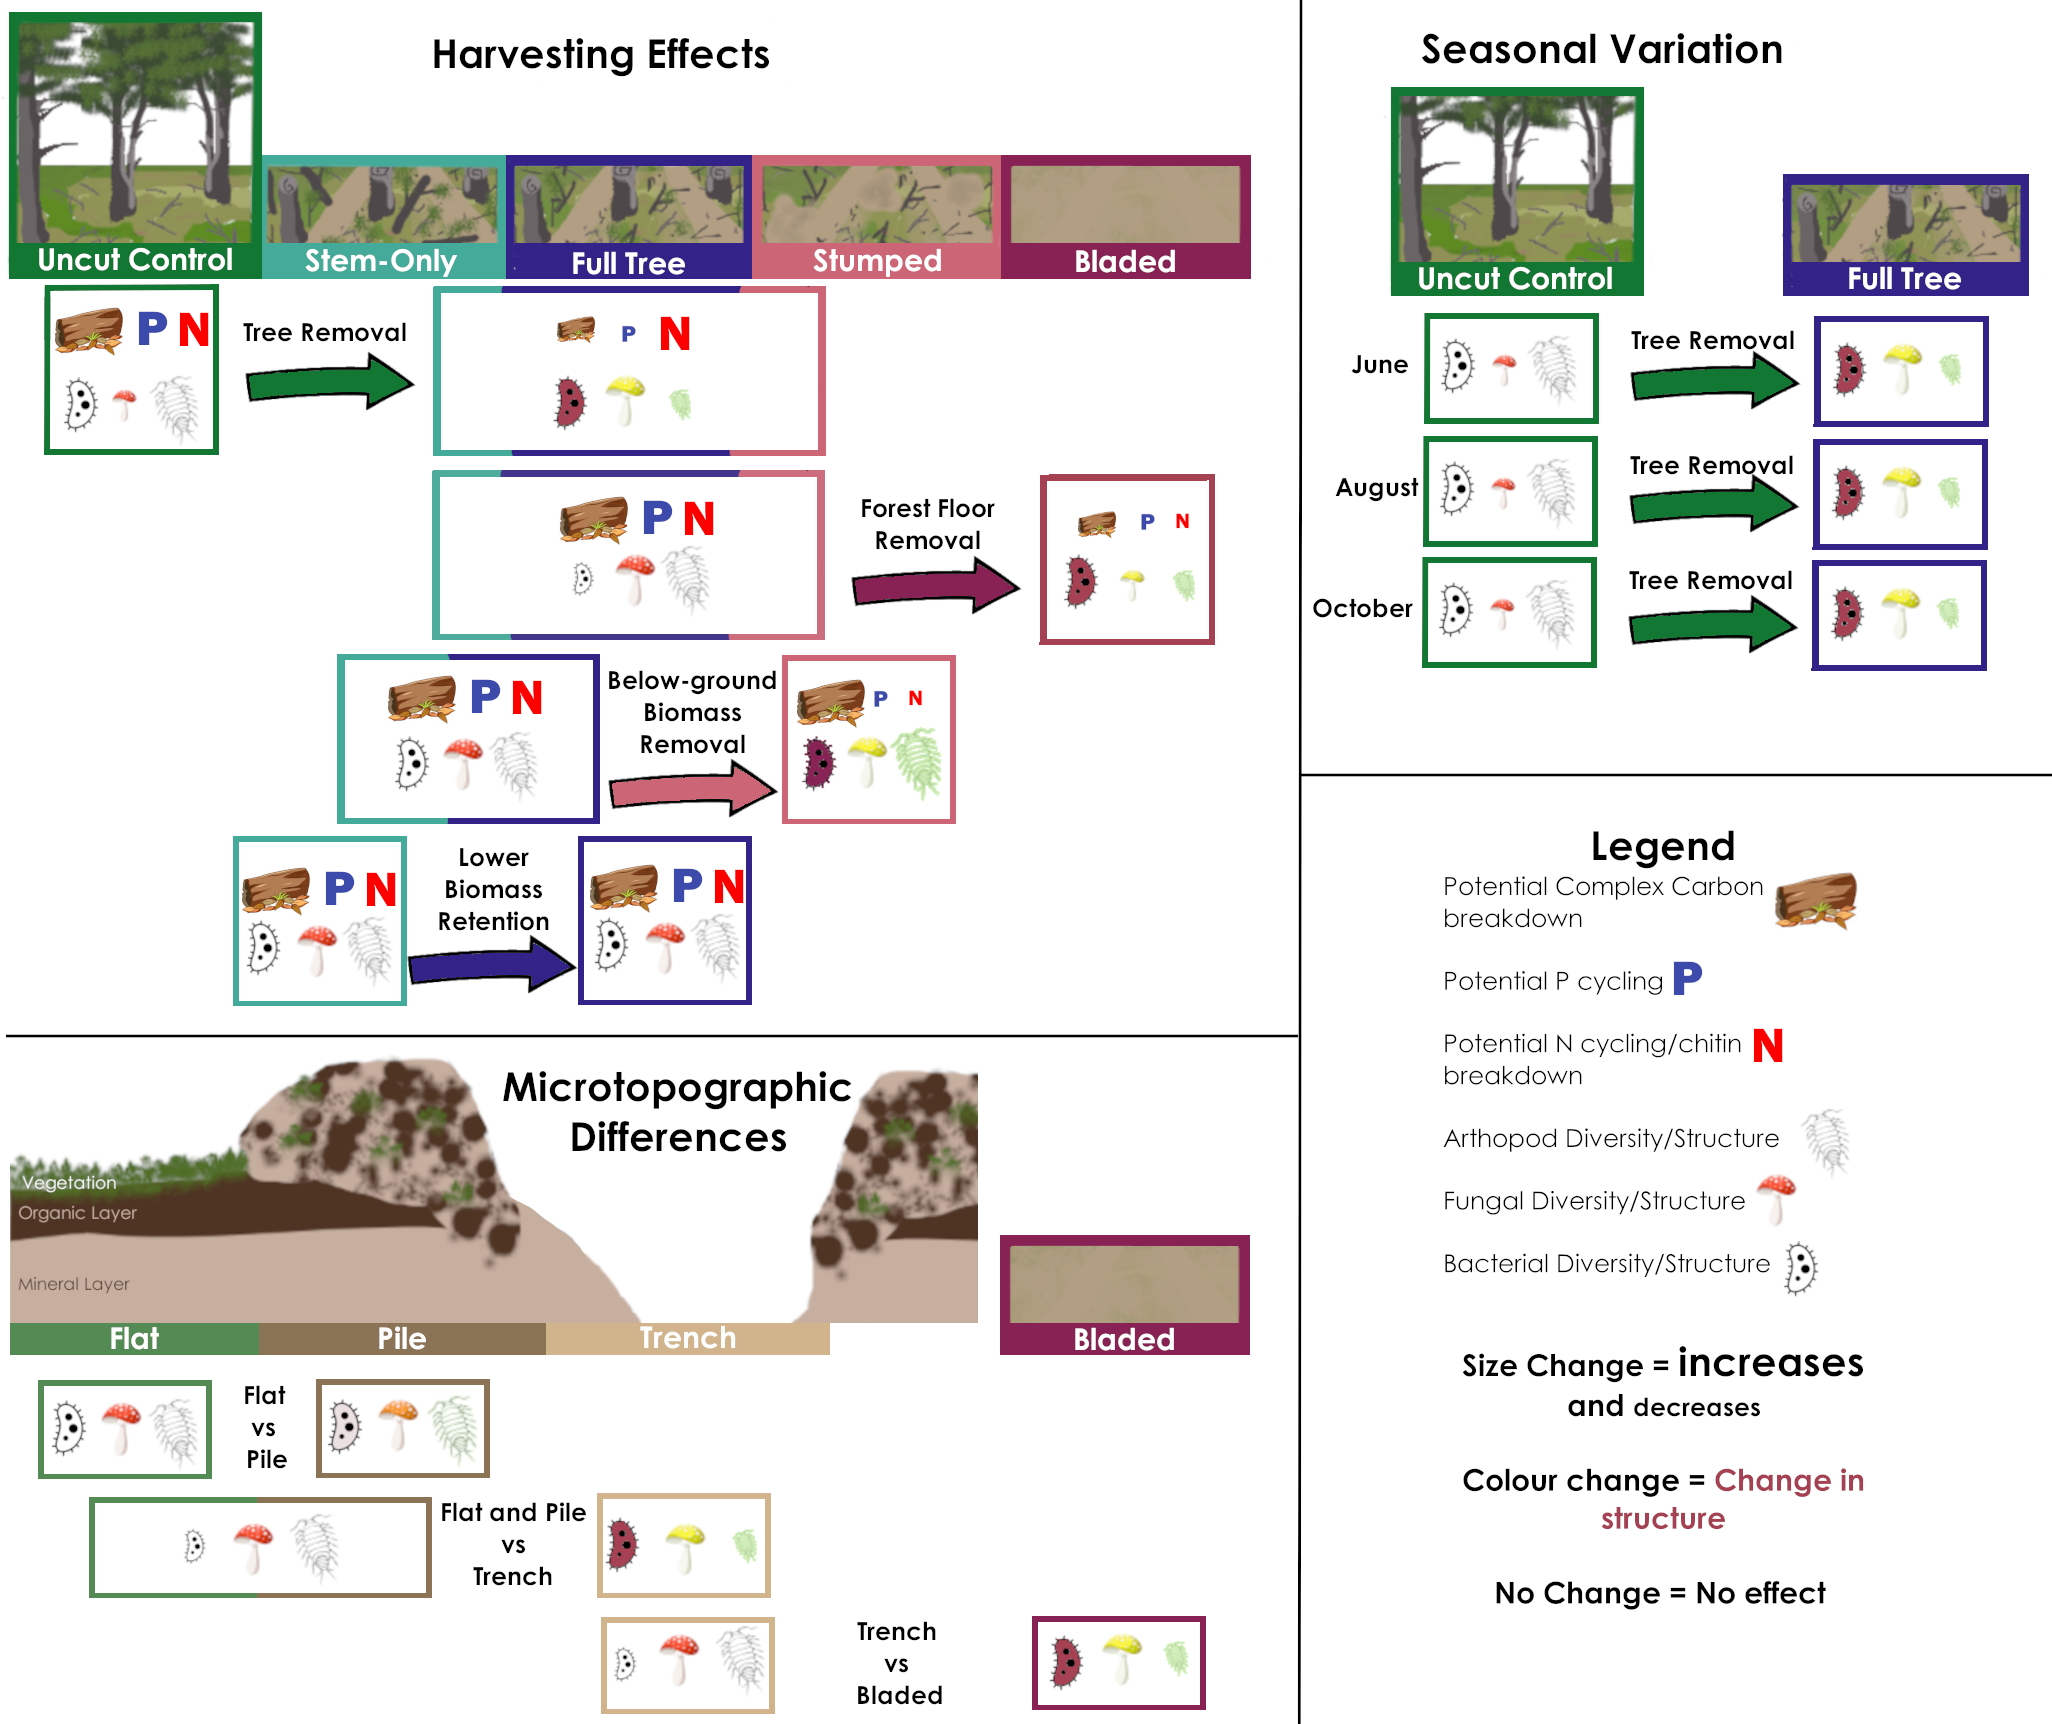 Harvesting Effects
Uncut Control
Stem-Only
Full Tree
Stumped
Bladed
P N
Tree Removal
P N
P N
Forest Floor
Removal
P N
P N
Below-ground
Biomass
Removal
P N
P N
Lower
Biomass
Retention
P N
Seasonal Variation
Uncut Control
Full Tree
June
Tree Removal
August
Tree Removal
October
Tree Removal
Microtopographic
Differences
Vegetation
Organic Layer
Mineral Layer
Flat
Pile
Trench
Bladed
Flat
vs
Pile
Flat and Pile
vs
Trench
Trench
vs
Bladed
Legend
Potential Complex Carbon
breakdown
Potential P cycling P
Potential N cycling/chitin N
breakdown
Arthopod Diversity/Structure
Fungal Diversity/Structure
Bacterial Diversity/Structure
Size Change = increases
and decreases
Colour change = Change in
structure
No Change = No effect